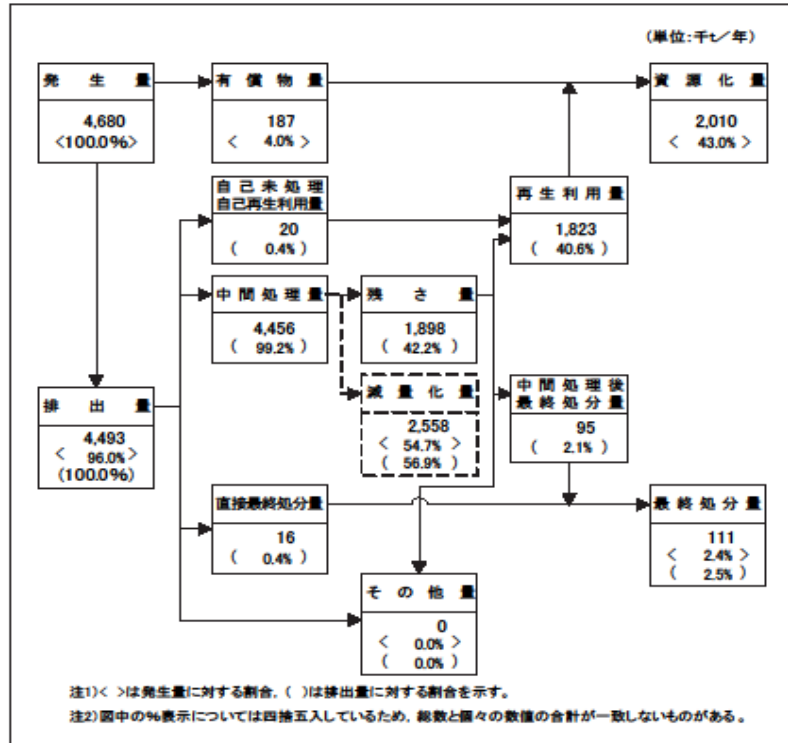 (単位:千t/年)
発生量
4,680
<100.0%>
有償物量
187
< 4.0% >
資源化量
2,010
< 43.0% >
自己未処理
自己再生利用量
20
( 0.4% )
再生利用量
1,823
( 40.6% )
中間処理量
4,456
( 99.2% )
残さ量
1,898
( 42.2% )
減量化量
2,558
< 54.7% >
( 56.9% )
中間処理後
最終処分量
95
( 2.1% )
排出量
4,493
< 96.0% >
(100.0%)
直接最終処分量
16
( 0.4% )
最終処分量
111
< 2.4% >
( 2.5% )
その他量
0
< 0.0% >
( 0.0% )
注1)< >は発生量に対する割合, ( )は排出量に対する割合を示す。
注2)図中の%表示については四捨五入しているため, 総数と個々の数値の合計が一致しないものがある。